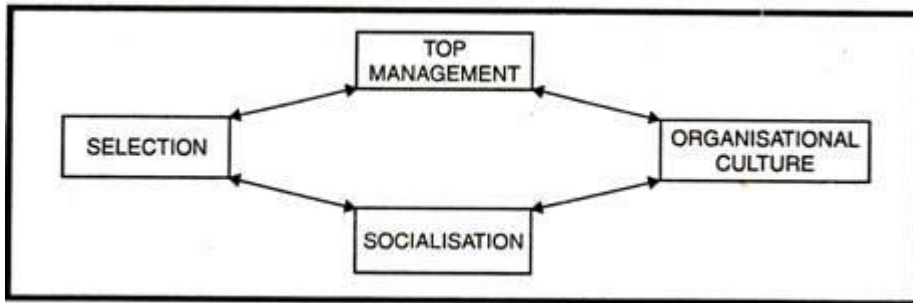 TOP
MANAGEMENT
SELECTION
ORGANISATIONAL
CULTURE
SOCIALISATION